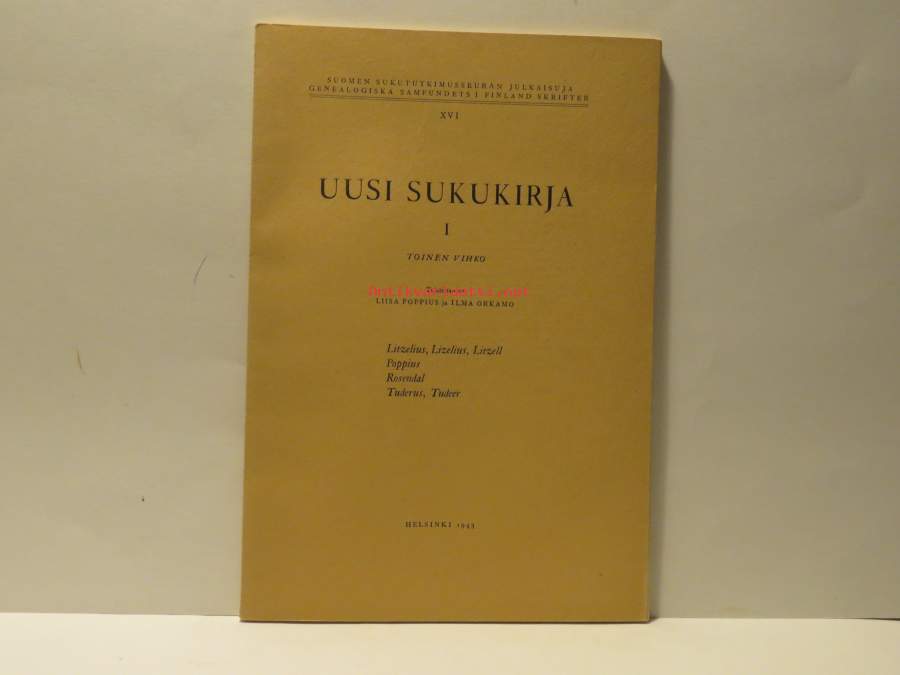 SUOMEN SUKUTUTKIMUSSEURAN JULKAISUJA
GENEALOGISKA SAMFUNDETS I FINLAND SKRIFTER
XVI
UUSI SUKUKIRJA
I
TOINEN VIHKO
LIISA POPPIUS ja ILMA ORKAMO
Litzelius, Lizelius, Litzell
Poppius
Rosendal
Tuderus, Tudeer
HELSINKI 1943